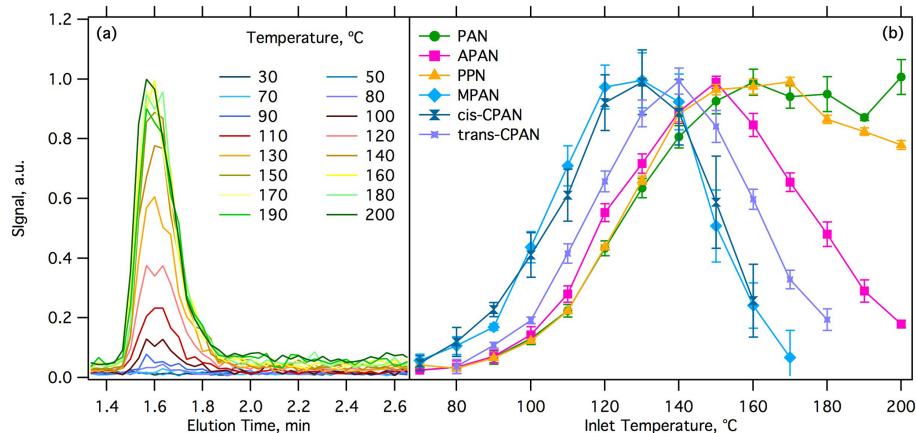 (a)
Temperature, ºC
30 50
70 80
90 100
110 120
130 140
150 160
170 180
190 200
Signal, a.u.
1.2
1.0
0.8
0.6
0.4
0.2
0.0
1.4 1.6 1.8 2.0 2.2 2.4 2.6
Elution Time, min
(b)
PAN
APAN
PPN
MPAN
cis-CPAN
trans-CPAN
80 100 120 140 160 180 200
Inlet Temperature, °C